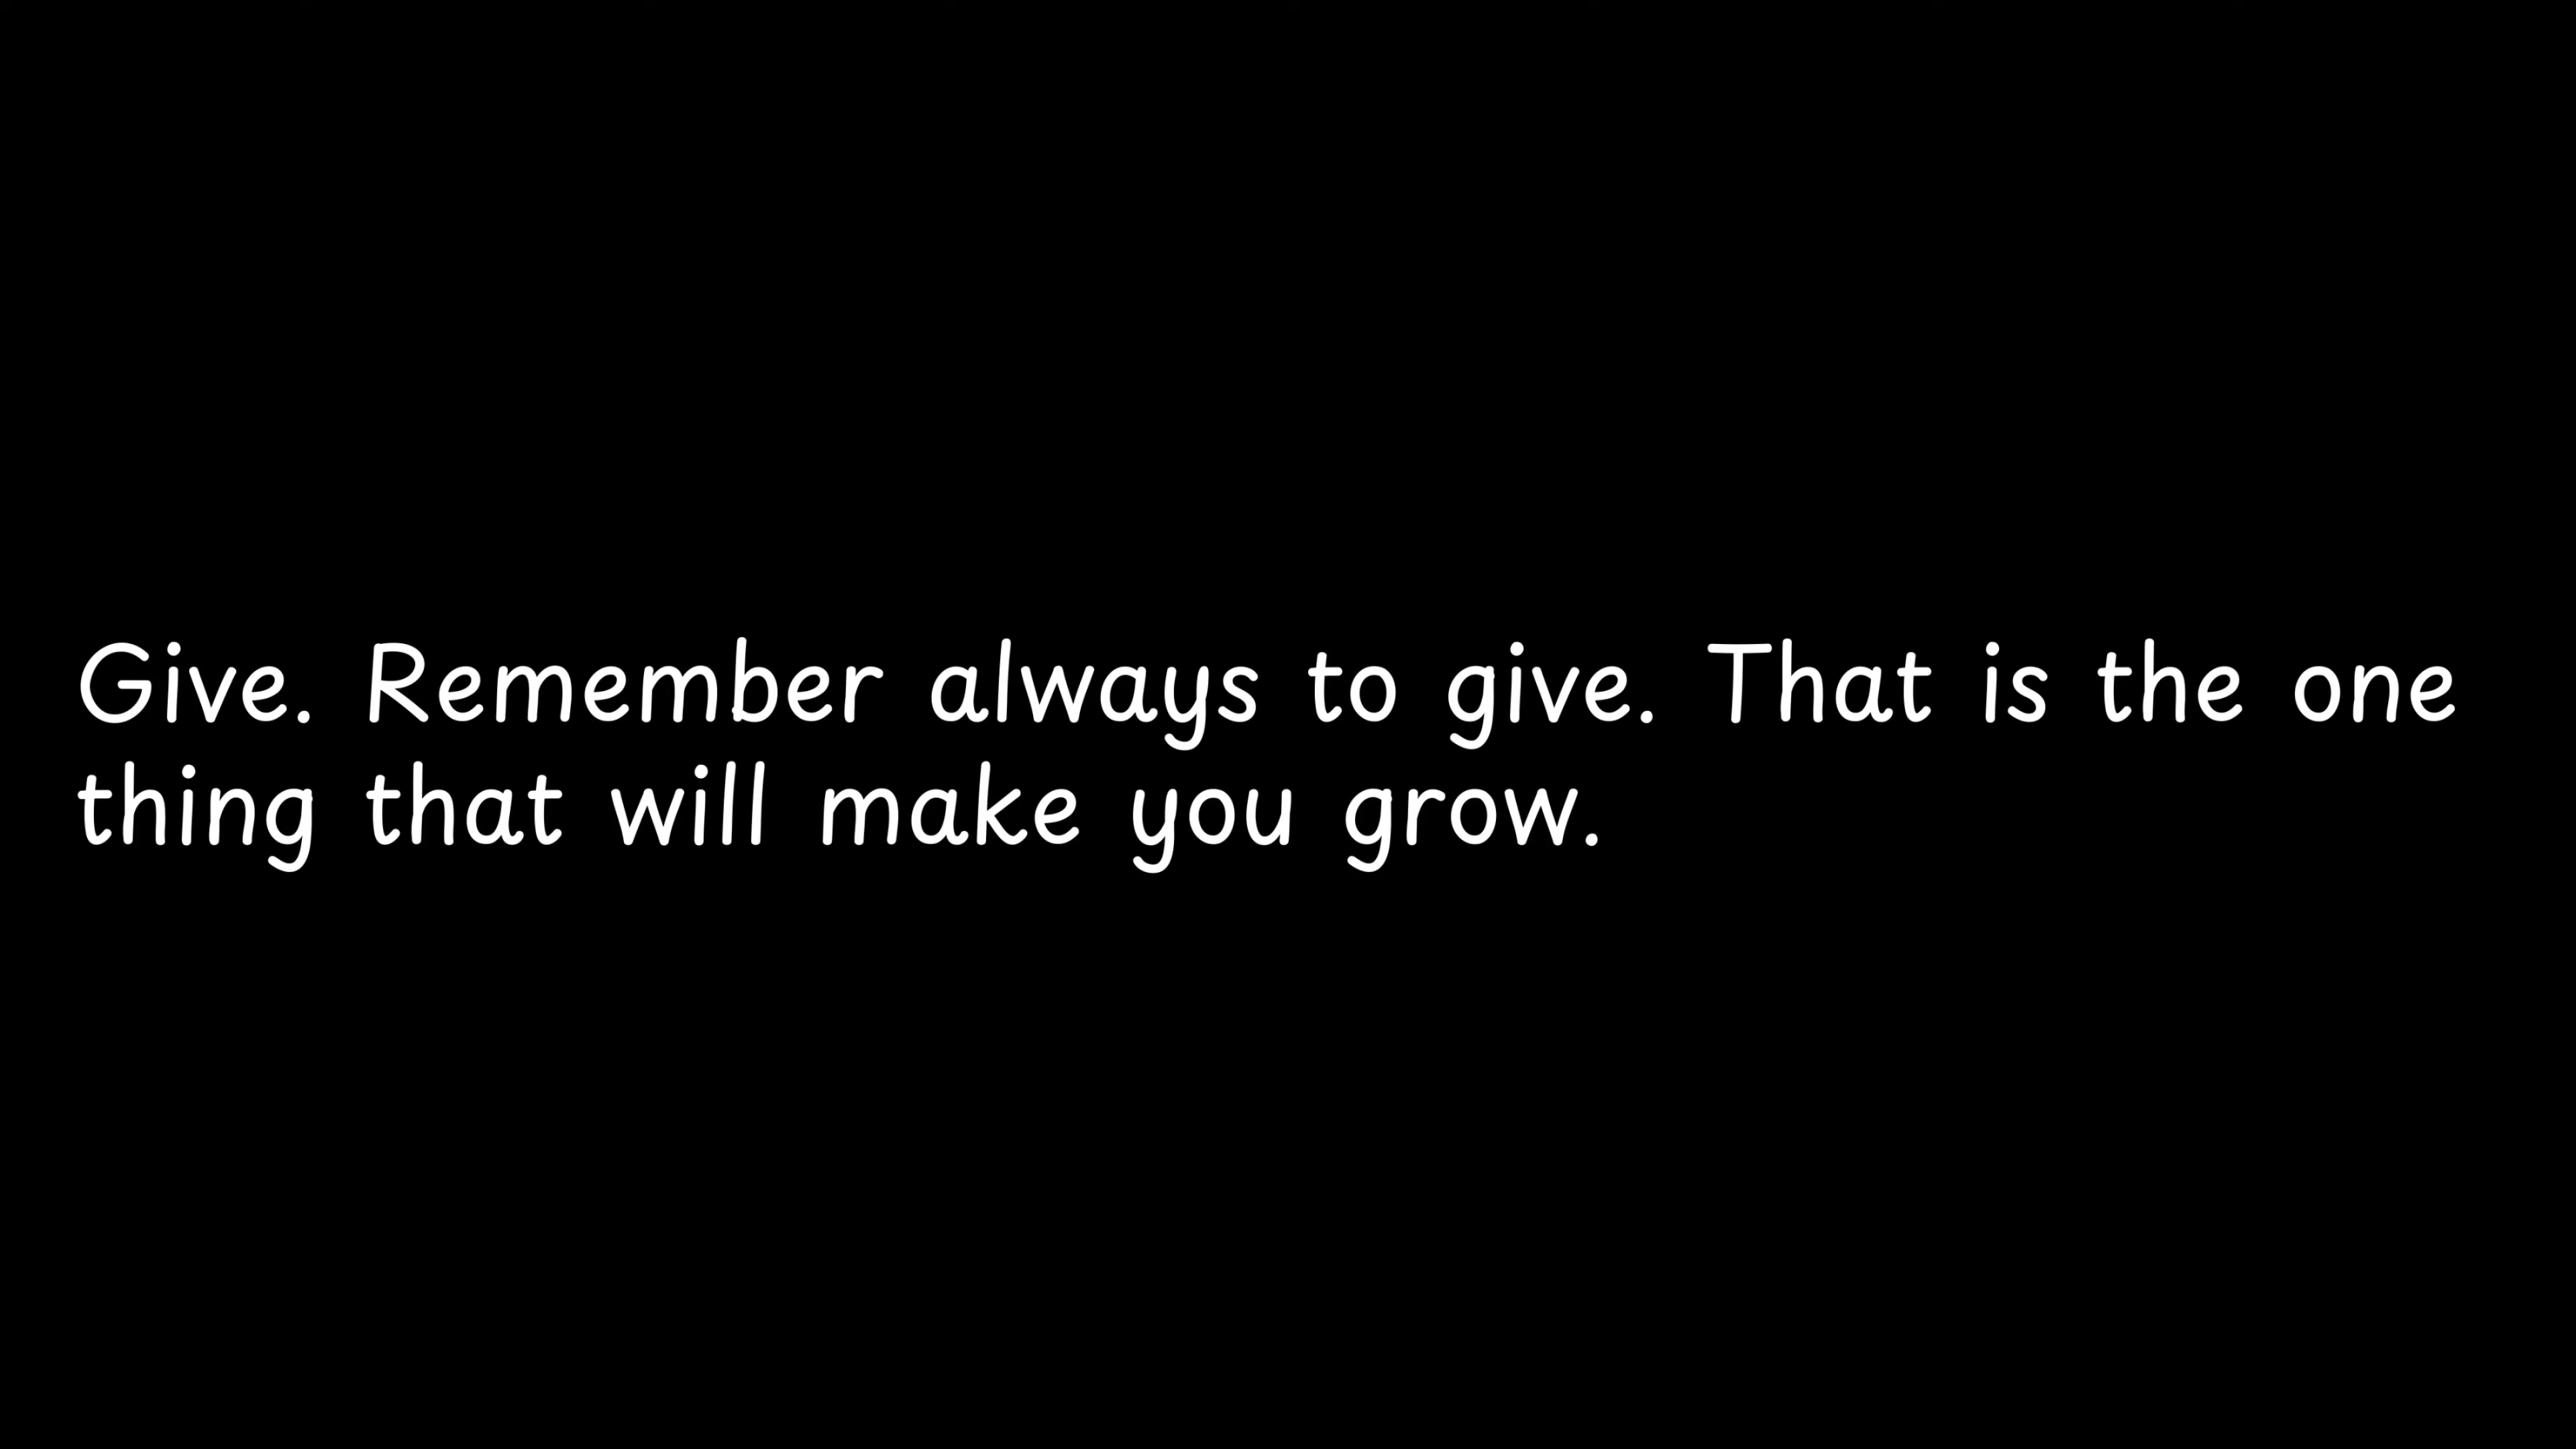 Give. Remember always to give. That is the one
thing that will make you grow.